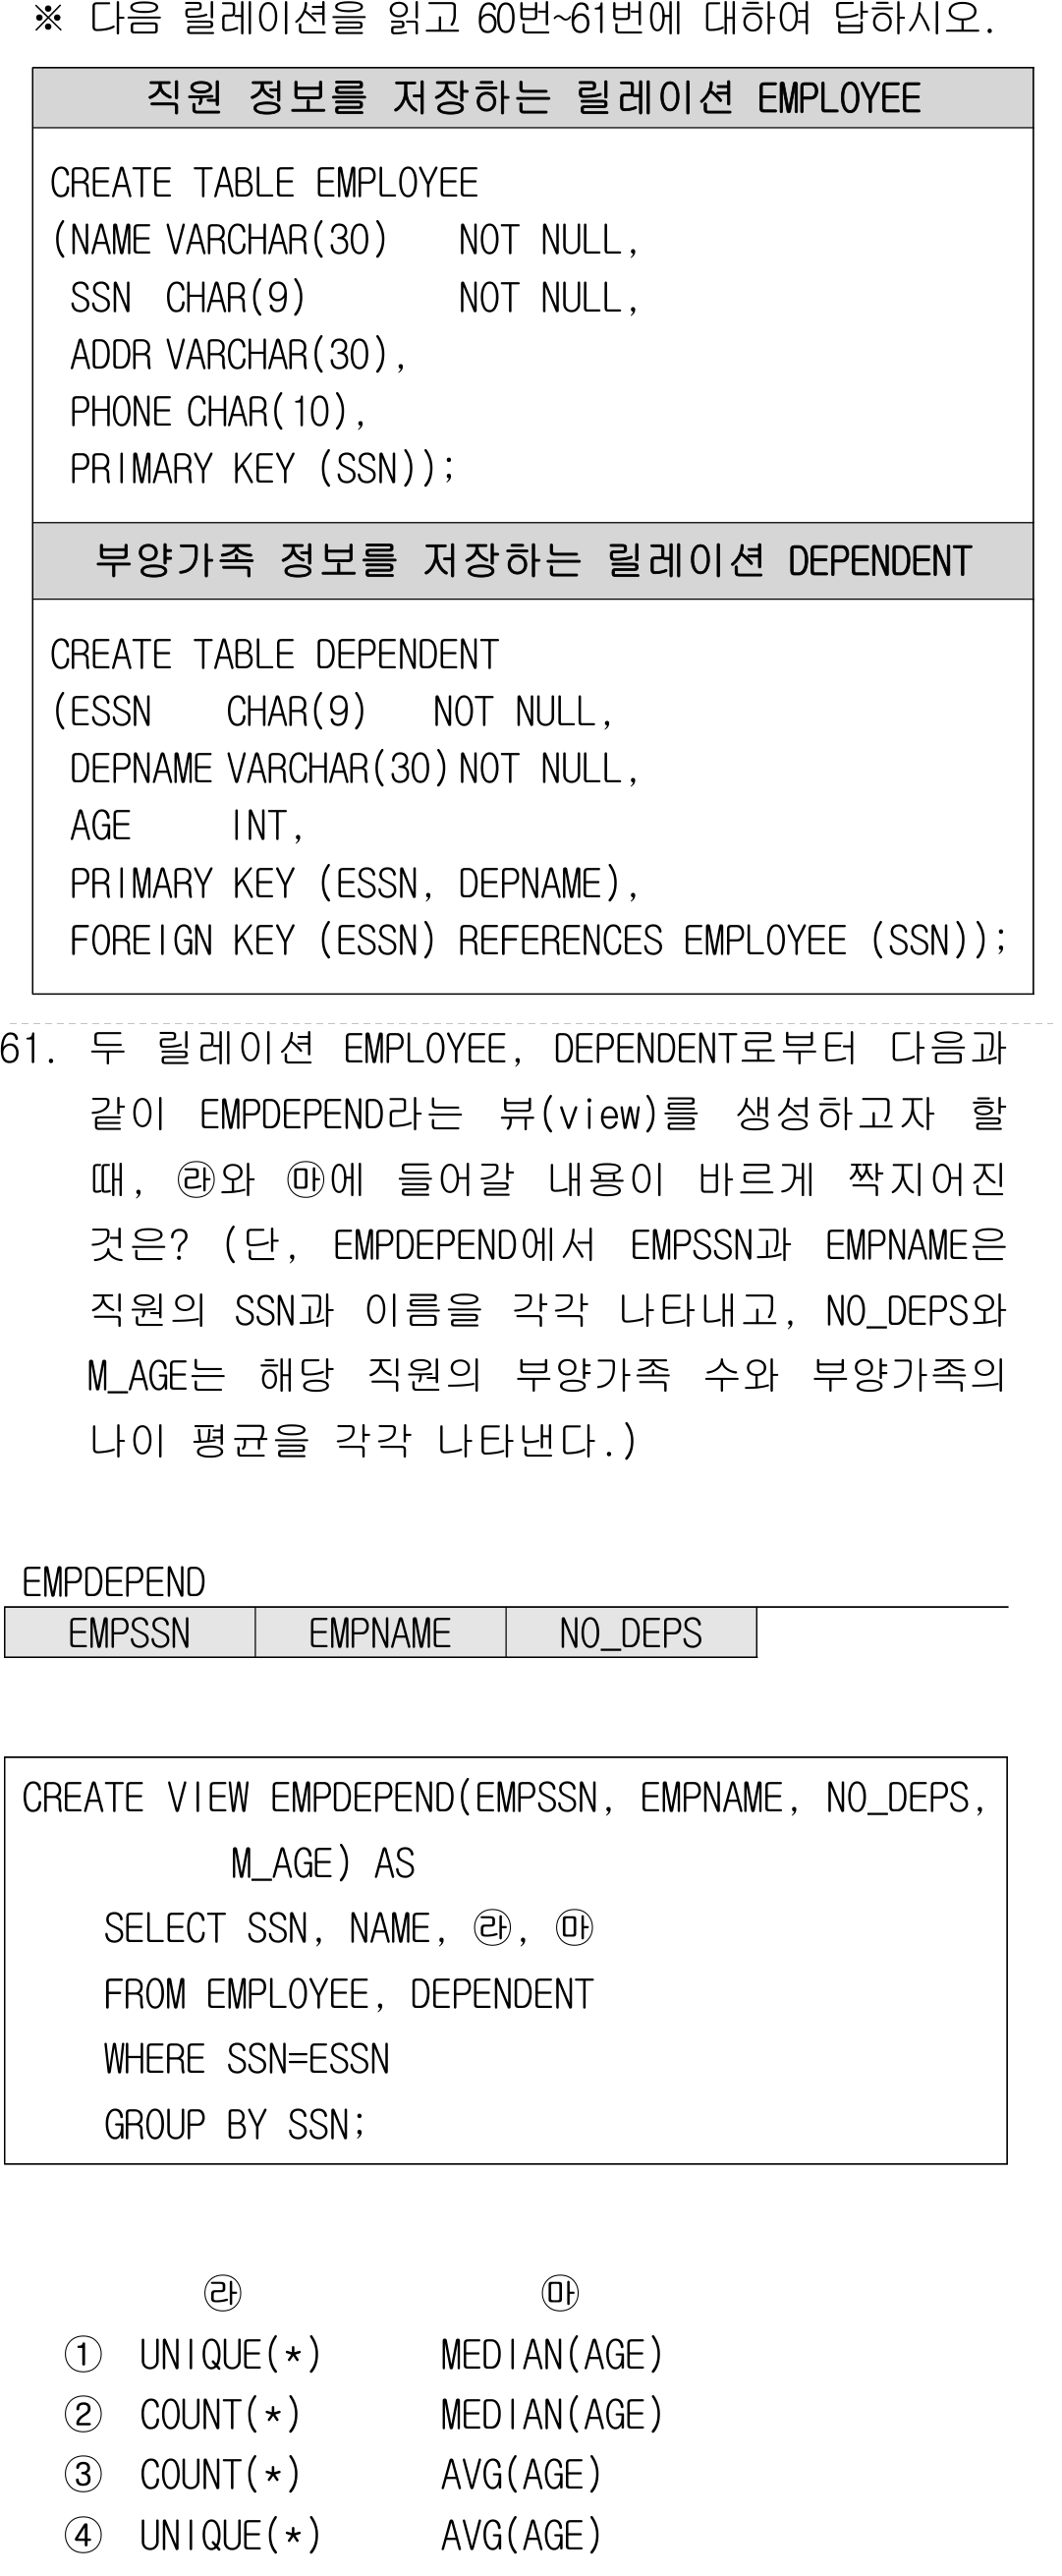 ※ 다음 릴레이션을 읽고 60번~61번에 대하여 답하시오.
직원 정보를 저장하는 릴레이션 EMPLOYEE
CREATE TABLE EMPLOYEE
(NAME VARCHAR(30) NOT NULL,
SSN CHAR(9) NOT NULL,
ADDR VARCHAR(30),
PHONE CHAR(10),
PRIMARY KEY (SSN));
부양가족 정보를 저장하는 릴레이션 DEPENDENT
CREATE TABLE DEPENDENT
(ESSN CHAR(9) NOT NULL,
DEPNAME VARCHAR(30) NOT NULL,
AGE INT,
PRIMARY KEY (ESSN, DEPNAME),
FOREIGN KEY (ESSN) REFERENCES EMPLOYEE (SSN));
61. 두 릴레이션 EMPLOYEE, DEPENDENT로부터 다음과
같이 EMPDEPEND라는 뷰(view)를 생성하고자 할
때, ㉣와 ㉤에 들어갈 내용이 바르게 짝지어진
것은? (단, EMPDEPEND에서 EMPSSN과 EMPNAME은
직원의 SSN과 이름을 각각 나타내고, NO_DEPS와
M_AGE는 해당 직원의 부양가족 수와 부양가족의
나이 평균을 각각 나타낸다.)
EMPDEPEND
EMPSSN EMPNAME NO_DEPS
CREATE VIEW EMPDEPEND(EMPSSN, EMPNAME, NO_DEPS,
M_AGE) AS
SELECT SSN, NAME, ㉱, ㉲
FROM EMPLOYEE, DEPENDENT
WHERE SSN=ESSN
GROUP BY SSN;
㉱ ㉲
① UNIQUE(*) MEDIAN(AGE)
② COUNT(*) MEDIAN(AGE)
③ COUNT(*) AVG(AGE)
④ UNIQUE(*) AVG(AGE)